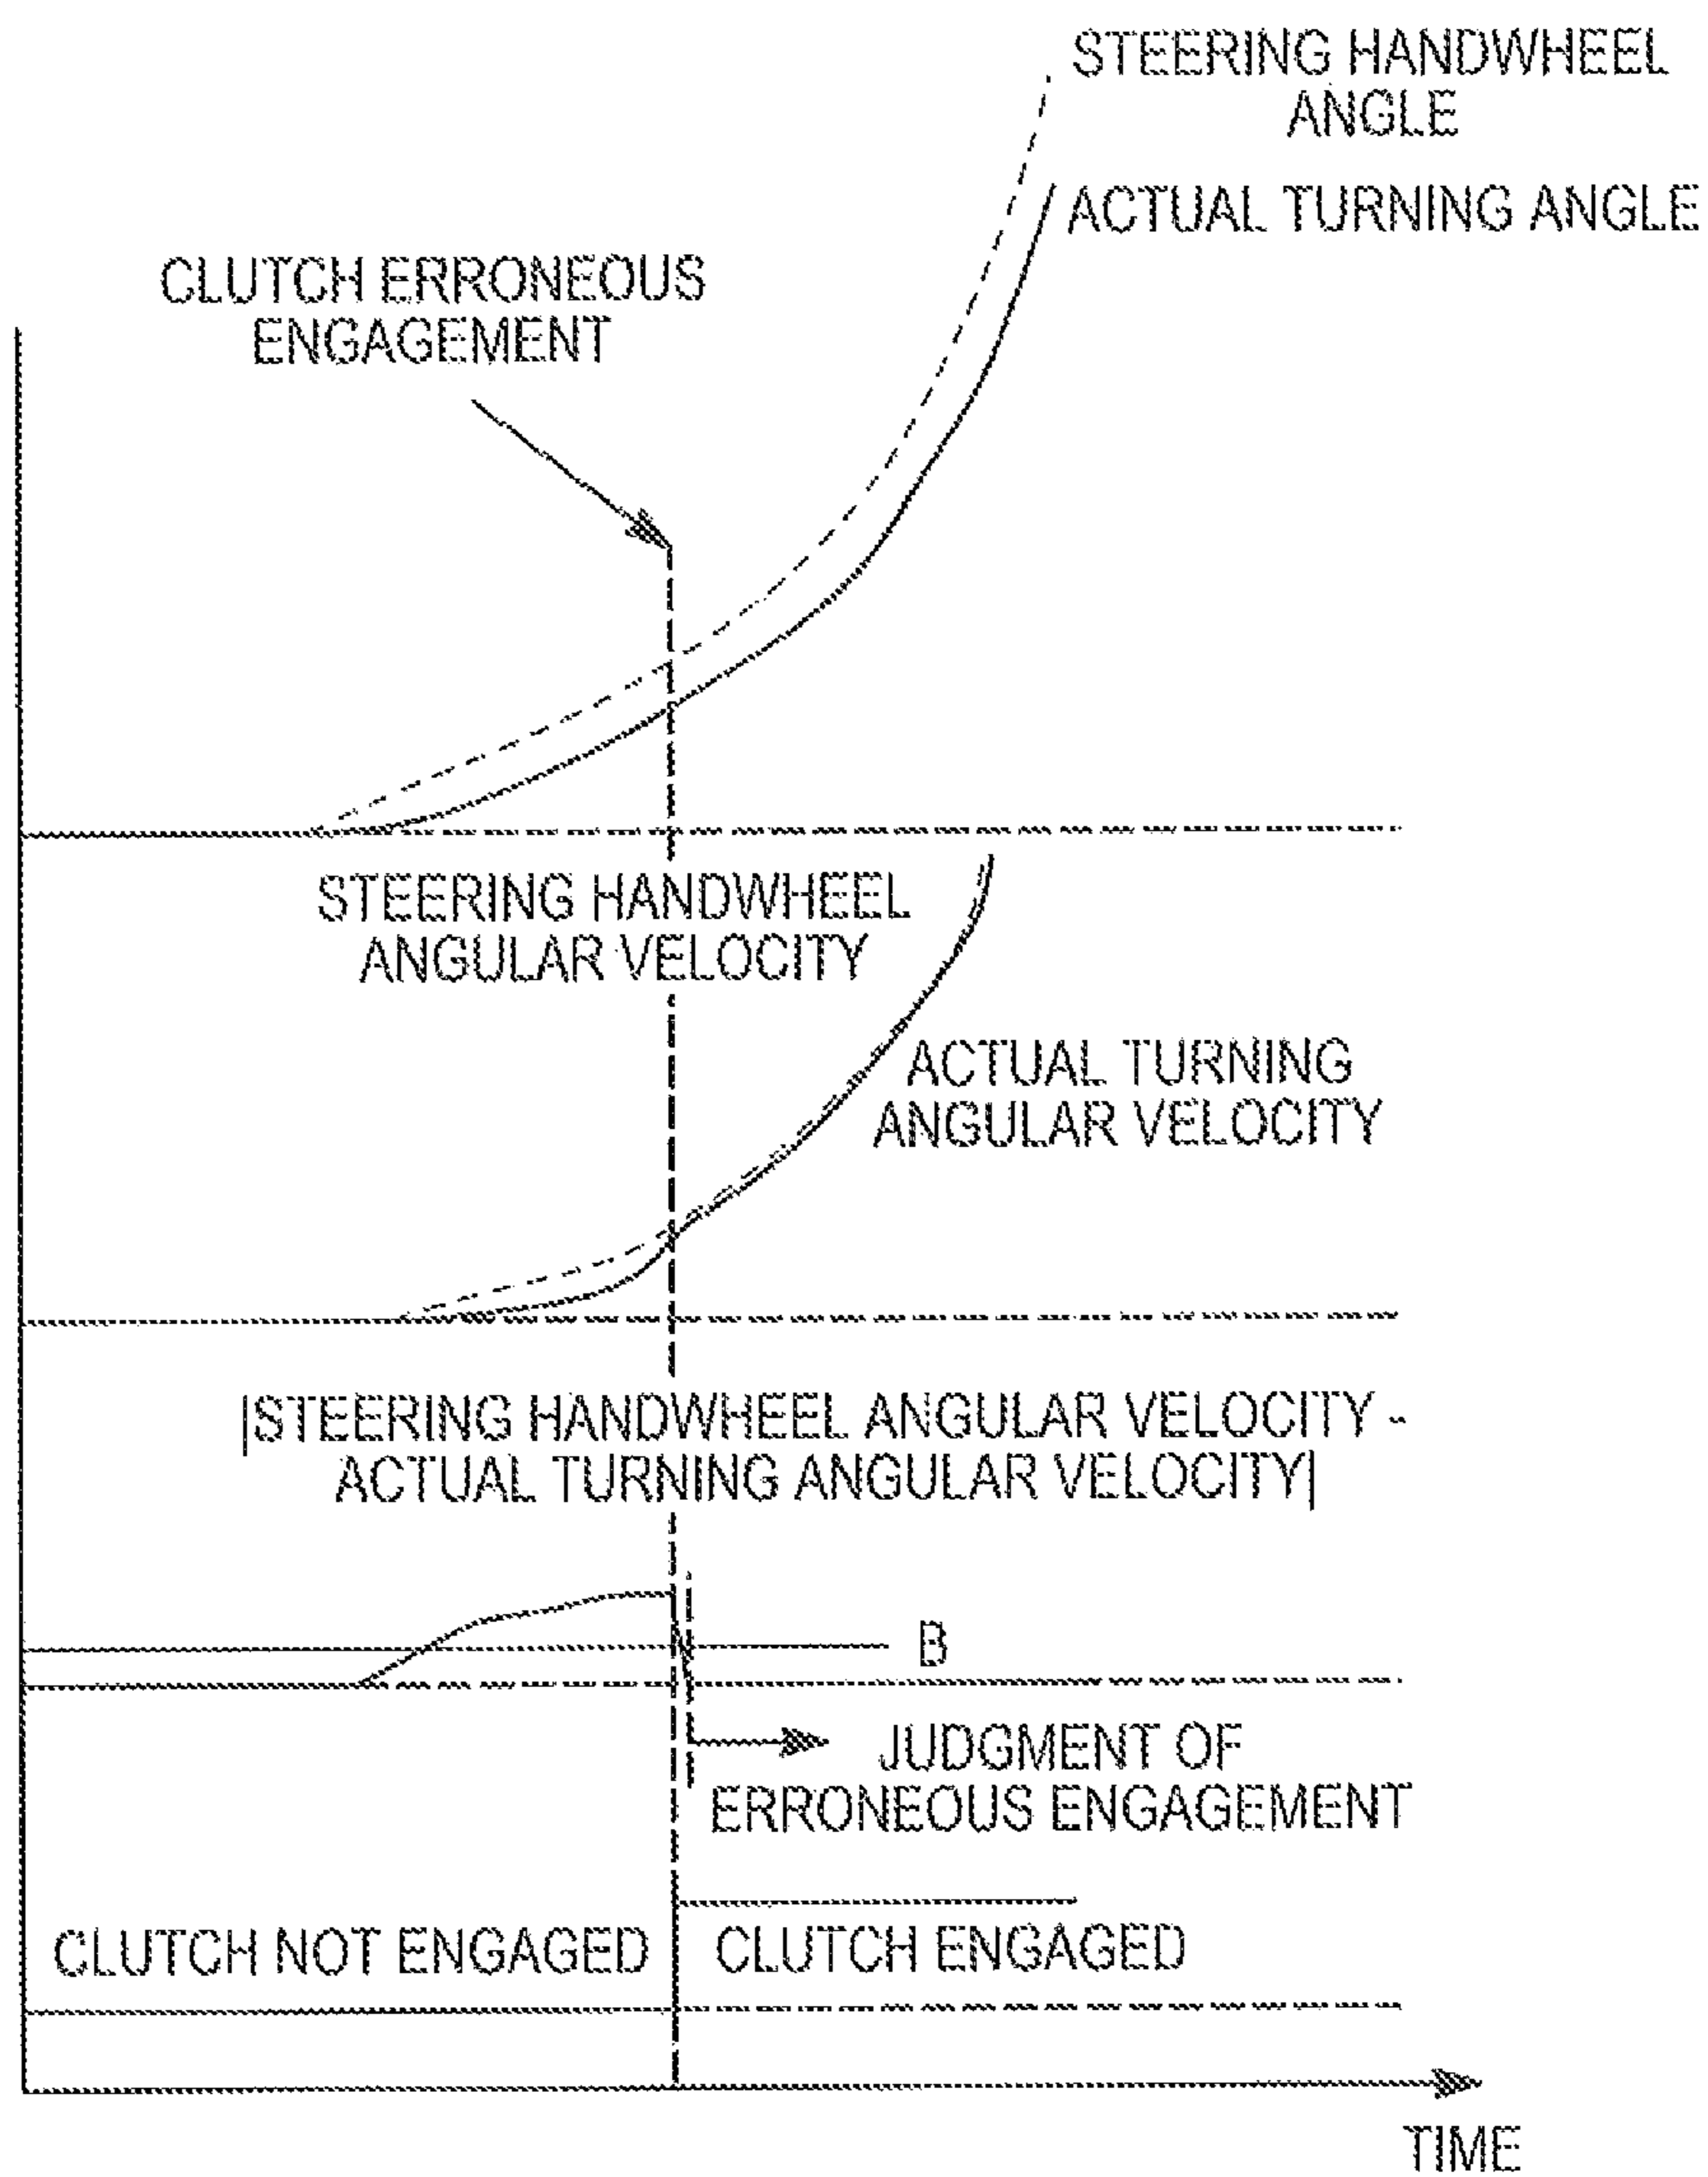 STEERING HANDWHEEL
ANGLE
ACTUAL TURNING ANGLE
CLUTCH ERRONEOUS
ENGAGEMENT
STEERING HANDWHEEL
ANGULAR VELOCITY
ACTUAL TURNING
ANGULAR VELOCITY
|STEERING HANDWHEEL ANGULAR VELOCITY -
ACTUAL TURNING ANGULAR VELOCITY|
B
JUDGMENT OF
ERRONEOUS ENGAGEMENT
CLUTCH NOT ENGAGED
CLUTCH ENGAGED
TIME